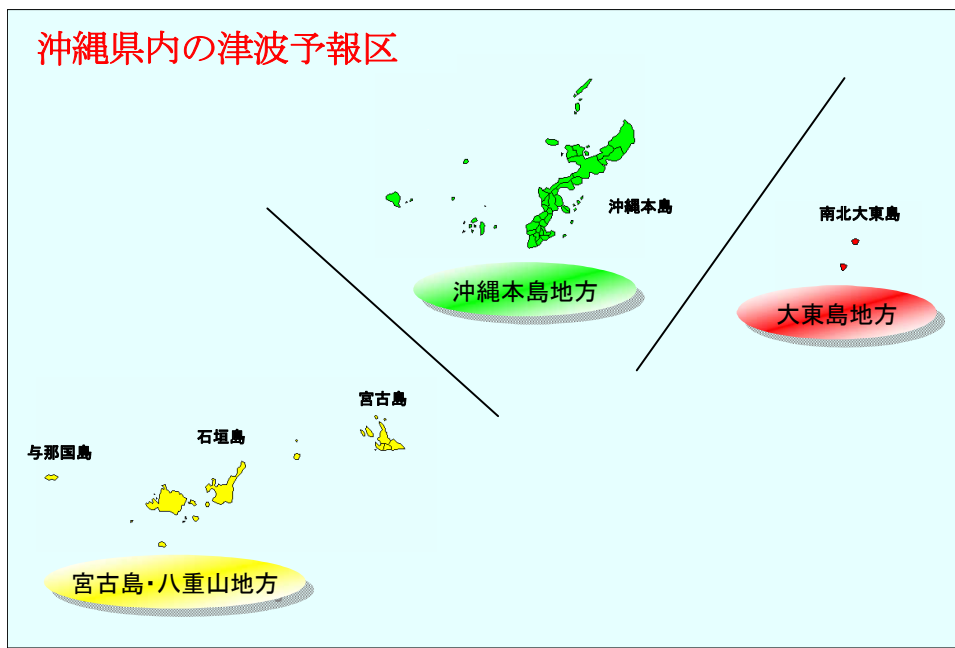 沖縄県内の津波予報区
沖縄本島
南北大東島
沖縄本島地方
大東島地方
宮古島
石垣島
与那国島
宮古島・八重山地方